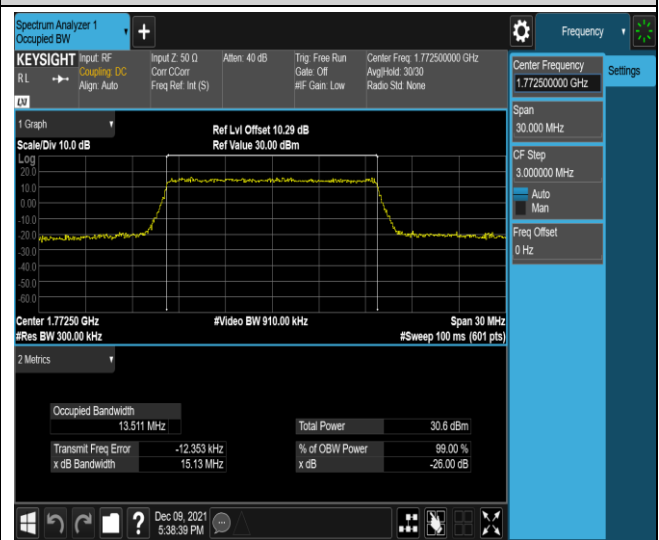 Spectrum Analyzer 1
Occupied BW
Frequency
KEYSIGHT
RL
LXI
Input: RF
Coupling: DC
Align: Auto
Input Z: 50 Ω
Corr CCorr
Freq Ref: Int (S)
Atten: 40 dB
Trig: Free Run
Gate: Off
#IF Gain: Low
Center Freq: 1.772500000 GHz
Avg|Hold: 30/30
Radio Std: None
Center Frequency
1.772500000 GHz
Settings
Span
30.000 MHz
CF Step
3.000000 MHz
Auto
Man
Freq Offset
0 Hz
1 Graph
Scale/Div 10.0 dB
Ref Lvl Offset 10.29 dB
Ref Value 30.00 dBm
Log
20.0
10.0
0.00
-10.0
-20.0
-30.0
-40.0
-50.0
-60.0
Center 1.77250 GHz
#Res BW 300.00 kHz
#Video BW 910.00 kHz
Span 30 MHz
#Sweep 100 ms (601 pts)
2 Metrics
Occupied Bandwidth
13.511 MHz
Total Power 30.6 dBm
Transmit Freq Error -12.353 kHz
% of OBW Power 99.00 %
x dB Bandwidth 15.13 MHz
x dB -26.00 dB
Dec 09, 2021
5:38:39 PM